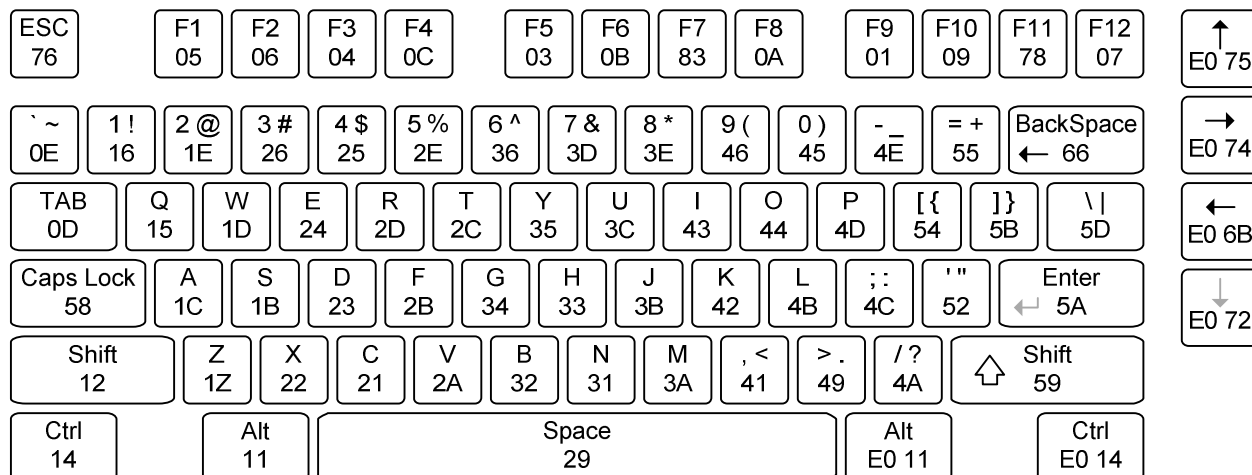 ESC F1 F2 F3 F4 F5 F6 F7 F8 F9 F10 F11 F12
76 05 06 04 0C 03 0B 83 0A 01 09 78 07
↑
E0 75
` ~ 1 ! 2 @ 3 # 4 $ 5 % 6 ^ 7 & 8 * 9 ( 0 ) - _ = + BackSpace
0E 16 1E 26 25 2E 36 3D 3E 46 45 4E 55 ← 66
→
E0 74
TAB Q W E R T Y U I O P [ { ] } \ |
0D 15 1D 24 2D 2C 35 3C 43 44 4D 54 5B 5D
←
E0 6B
Caps Lock A S D F G H J K L ; : ' " Enter
58 1C 1B 23 2B 34 33 3B 42 4B 4C 52 ↵ 5A
↓
E0 72
Shift Z X C V B N M , < > . / ? Shift
12 1Z 22 21 2A 32 31 3A 41 49 4A ⇧ 59
Ctrl Alt Space Alt Ctrl
14 11 29 E0 11 E0 14